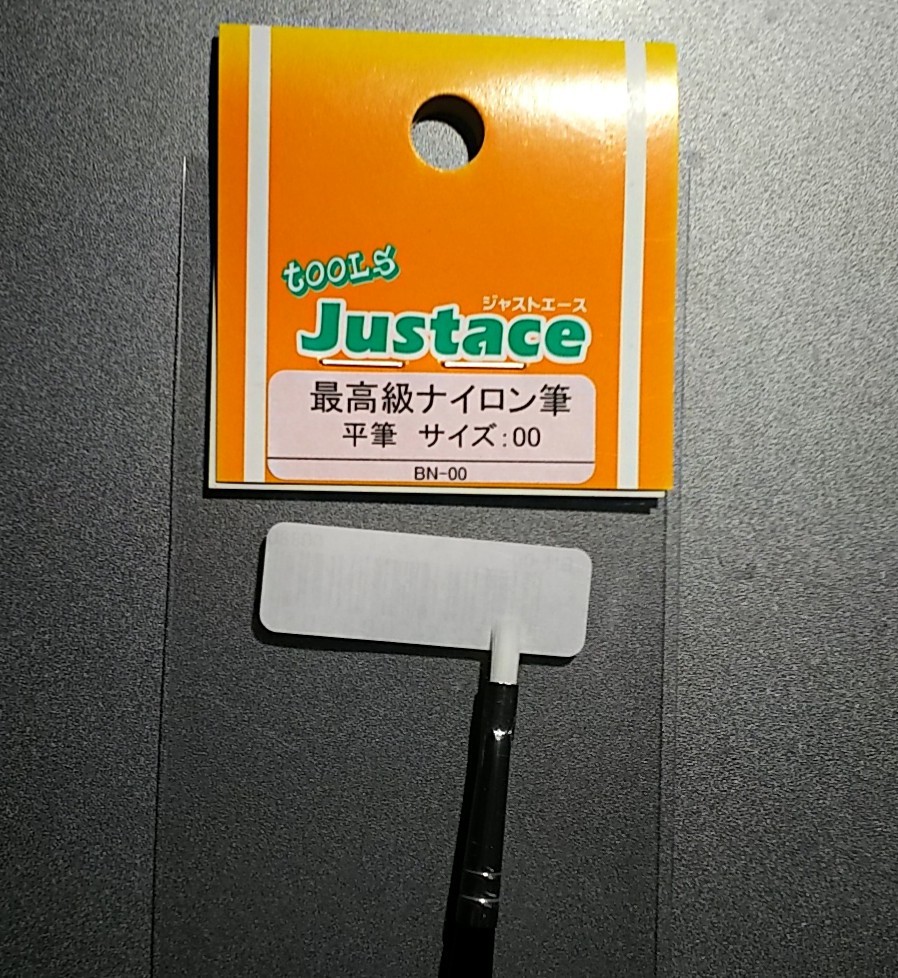 tOOLS
ジャストエース
Justace
最高級ナイロン筆
平筆 サイズ:00
BN-00